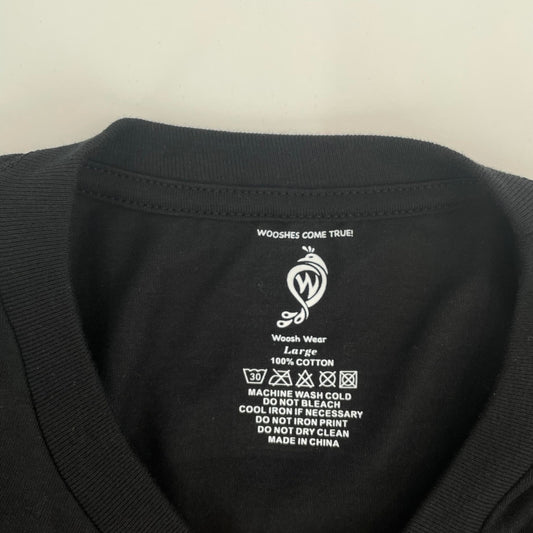 WOOSHES COME TRUE!
W
Woosh Wear
Large
100% COTTON
30
MACHINE WASH COLD
DO NOT BLEACH
COOL IRON IF NECESSARY
DO NOT IRON PRINT
DO NOT DRY CLEAN
MADE IN CHINA